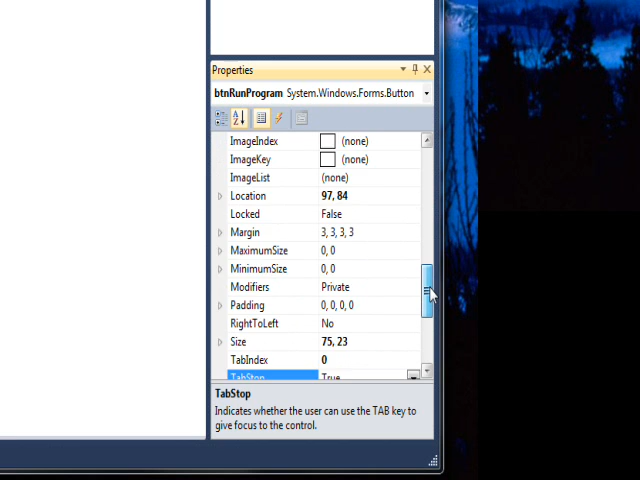 Properties
btnRunProgram System.Windows.Forms.Button
ImageIndex (none)
ImageKey (none)
ImageList (none)
Location 97, 84
Locked False
Margin 3, 3, 3, 3
MaximumSize 0, 0
MinimumSize 0, 0
Modifiers Private
Padding 0, 0, 0, 0
RightToLeft No
Size 75, 23
TabIndex 0
TabStop True
TabStop
Indicates whether the user can use the TAB key to
give focus to the control.